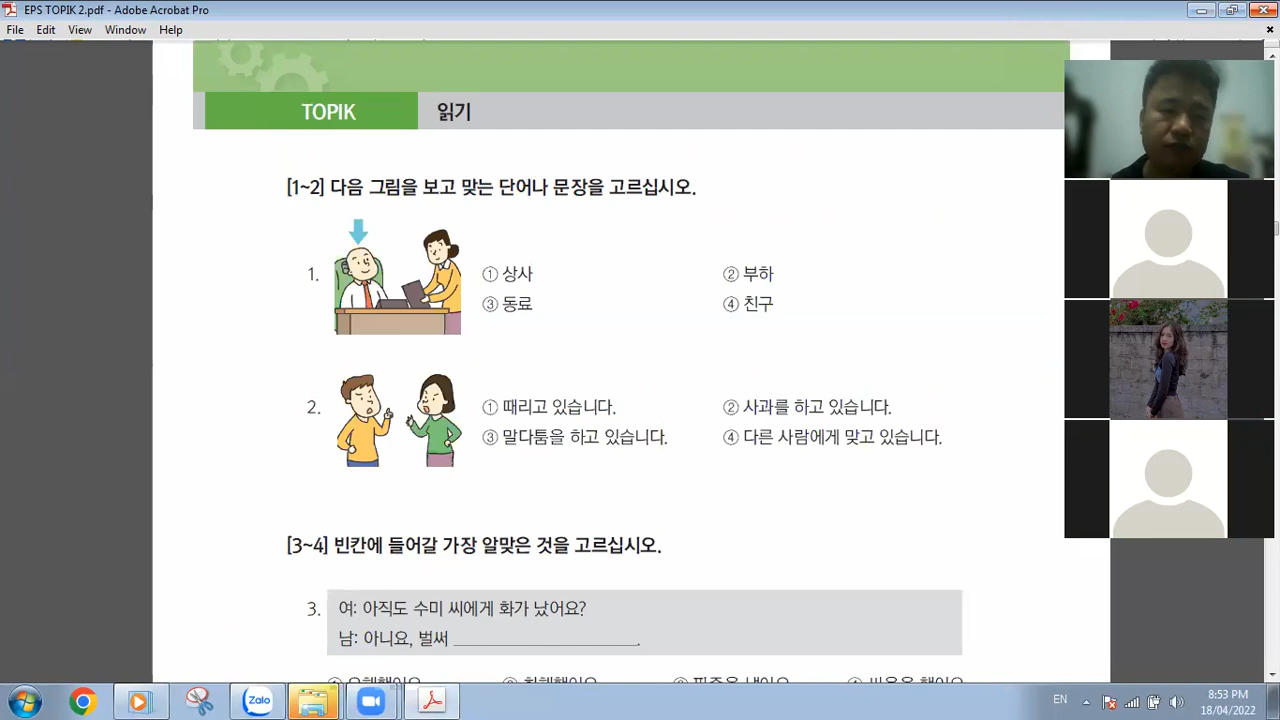 EPS TOPIK 2.pdf - Adobe Acrobat Pro
File Edit View Window Help
TOPIK 읽기
[1~2] 다음 그림을 보고 맞는 단어나 문장을 고르십시오.
1. ① 상사 ② 부하
③ 동료 ④ 친구
2. ① 때리고 있습니다. ② 사과를 하고 있습니다.
③ 말다툼을 하고 있습니다. ④ 다른 사람에게 맞고 있습니다.
[3~4] 빈칸에 들어갈 가장 알맞은 것을 고르십시오.
3. 여: 아직도 수미 씨에게 화가 났어요?
남: 아니요, 벌써 ____________________.
Zalo
EN
8:53 PM
18/04/2022